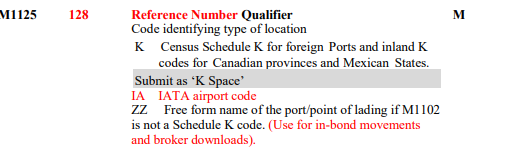 M1125 128 Reference Number Qualifier M
Code identifying type of location
K Census Schedule K for foreign Ports and inland K
codes for Canadian provinces and Mexican States.
Submit as ‘K Space’
IA IATA airport code
ZZ Free form name of the port/point of lading if M1102
is not a Schedule K code. (Use for in-bond movements
and broker downloads).